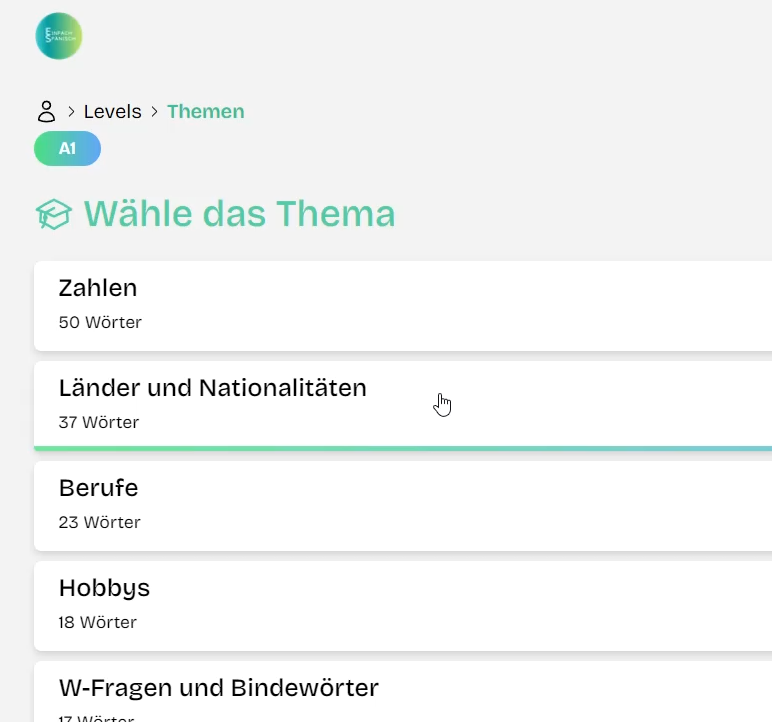 EINFACH
SPANISCH
Levels > Themen
A1
Wähle das Thema
Zahlen
50 Wörter
Länder und Nationalitäten
37 Wörter
Berufe
23 Wörter
Hobbys
18 Wörter
W-Fragen und Bindewörter
17 Wörter